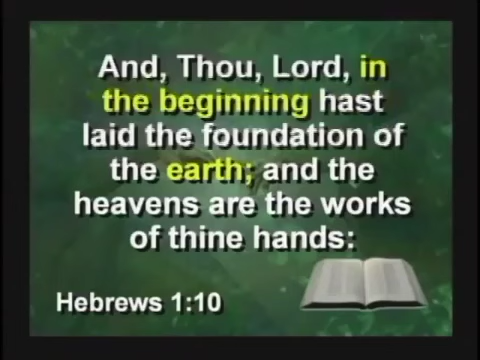 And, Thou, Lord, in
the beginning hast
laid the foundation of
the earth; and the
heavens are the works
of thine hands:
Hebrews 1:10